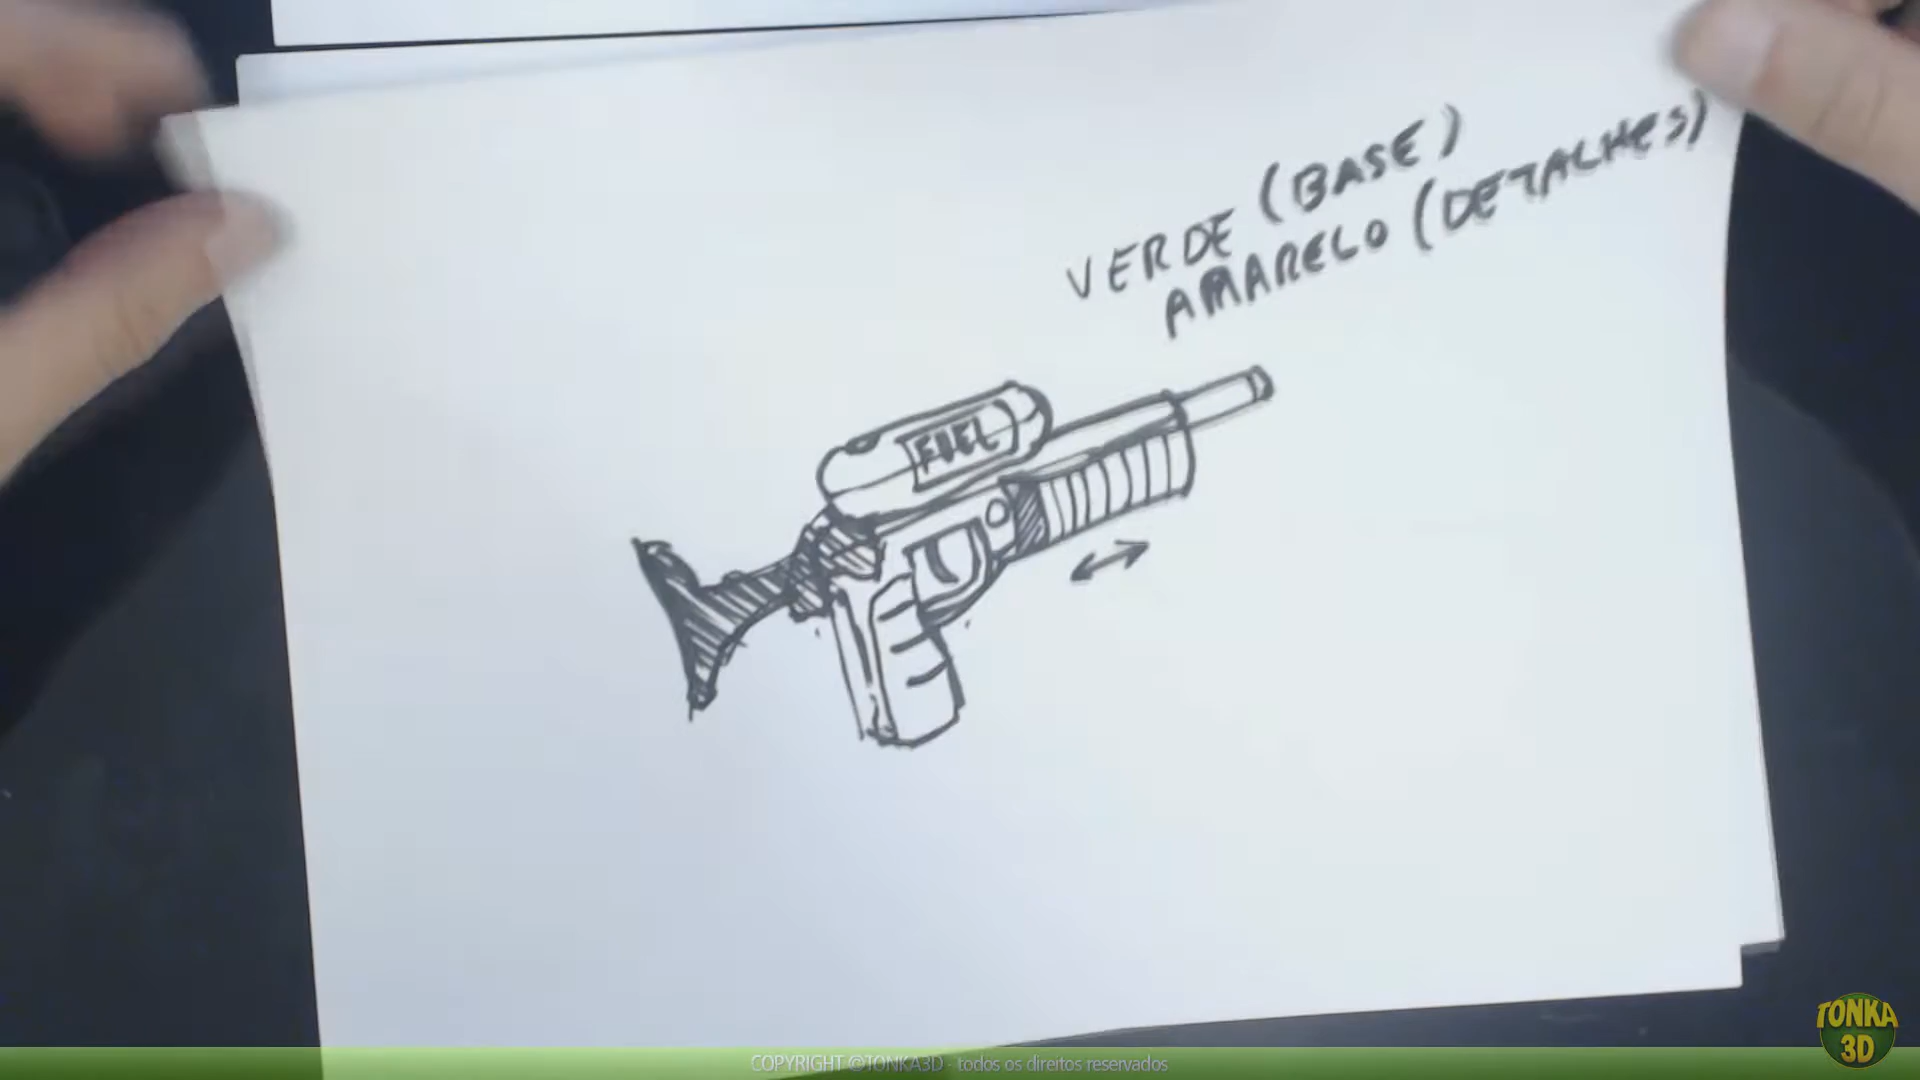 VERDE (BASE)
AMARELO (DETALHES)
FUEL
COPYRIGHT @TONKA3D - todos os direitos reservados
TONKA
3D